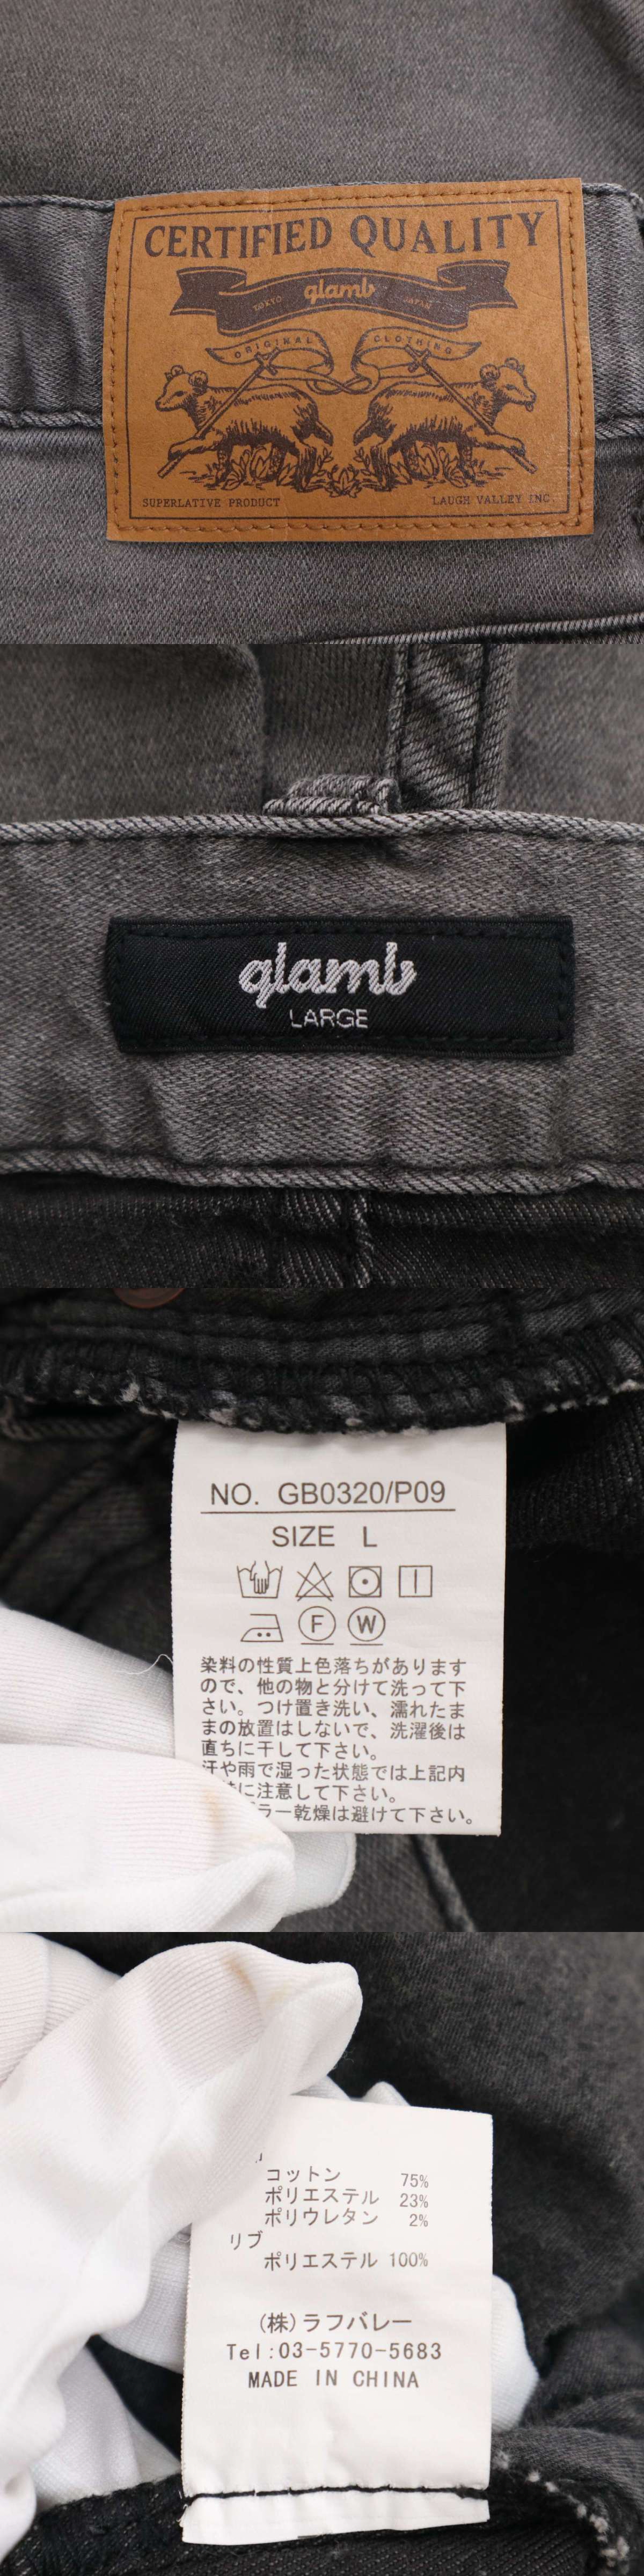 CERTIFIED QUALITY
TOKYO glamb JAPAN
ORIGINAL CLOTHING
SUPERLATIVE PRODUCT LAUGH VALLEY INC.
glamb
LARGE
NO. GB0320/P09
SIZE L
F W
染料の性質上色落ちがあります
ので、他の物と分けて洗って下
さい。つけ置き洗い、濡れたま
まの放置はしないで、洗濯後は
直ちに干して下さい。
汗や雨で湿った状態では上記内
に注意して下さい。
ラー乾燥は避けて下さい。
コットン 75%
ポリエステル 23%
ポリウレタン 2%
リブ
ポリエステル 100%
(株)ラフバレー
Tel:03-5770-5683
MADE IN CHINA